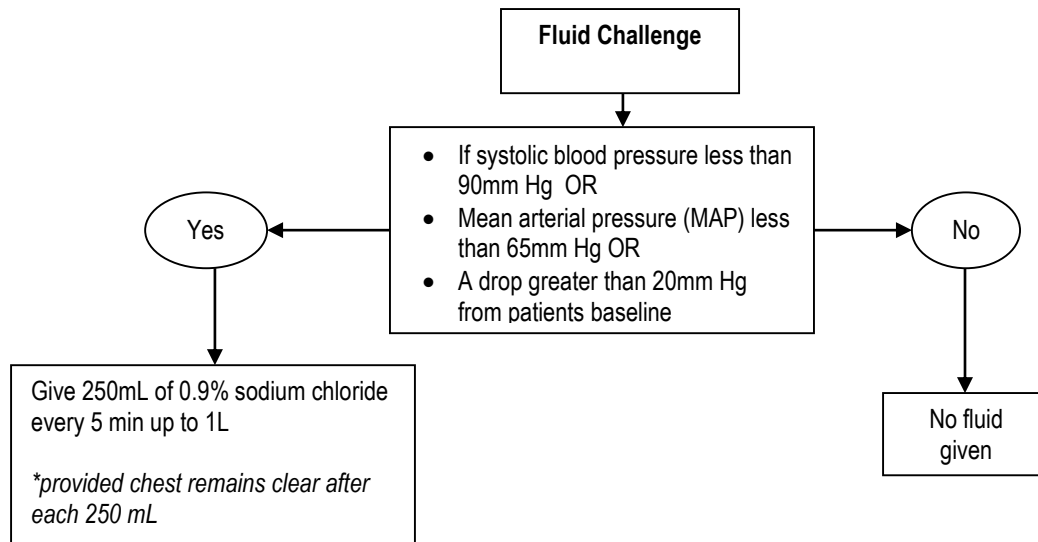 Fluid Challenge
• If systolic blood pressure less than
90mm Hg OR
• Mean arterial pressure (MAP) less
than 65mm Hg OR
• A drop greater than 20mm Hg
from patients baseline
Yes
No
Give 250mL of 0.9% sodium chloride
every 5 min up to 1L
*provided chest remains clear after
each 250 mL
No fluid
given